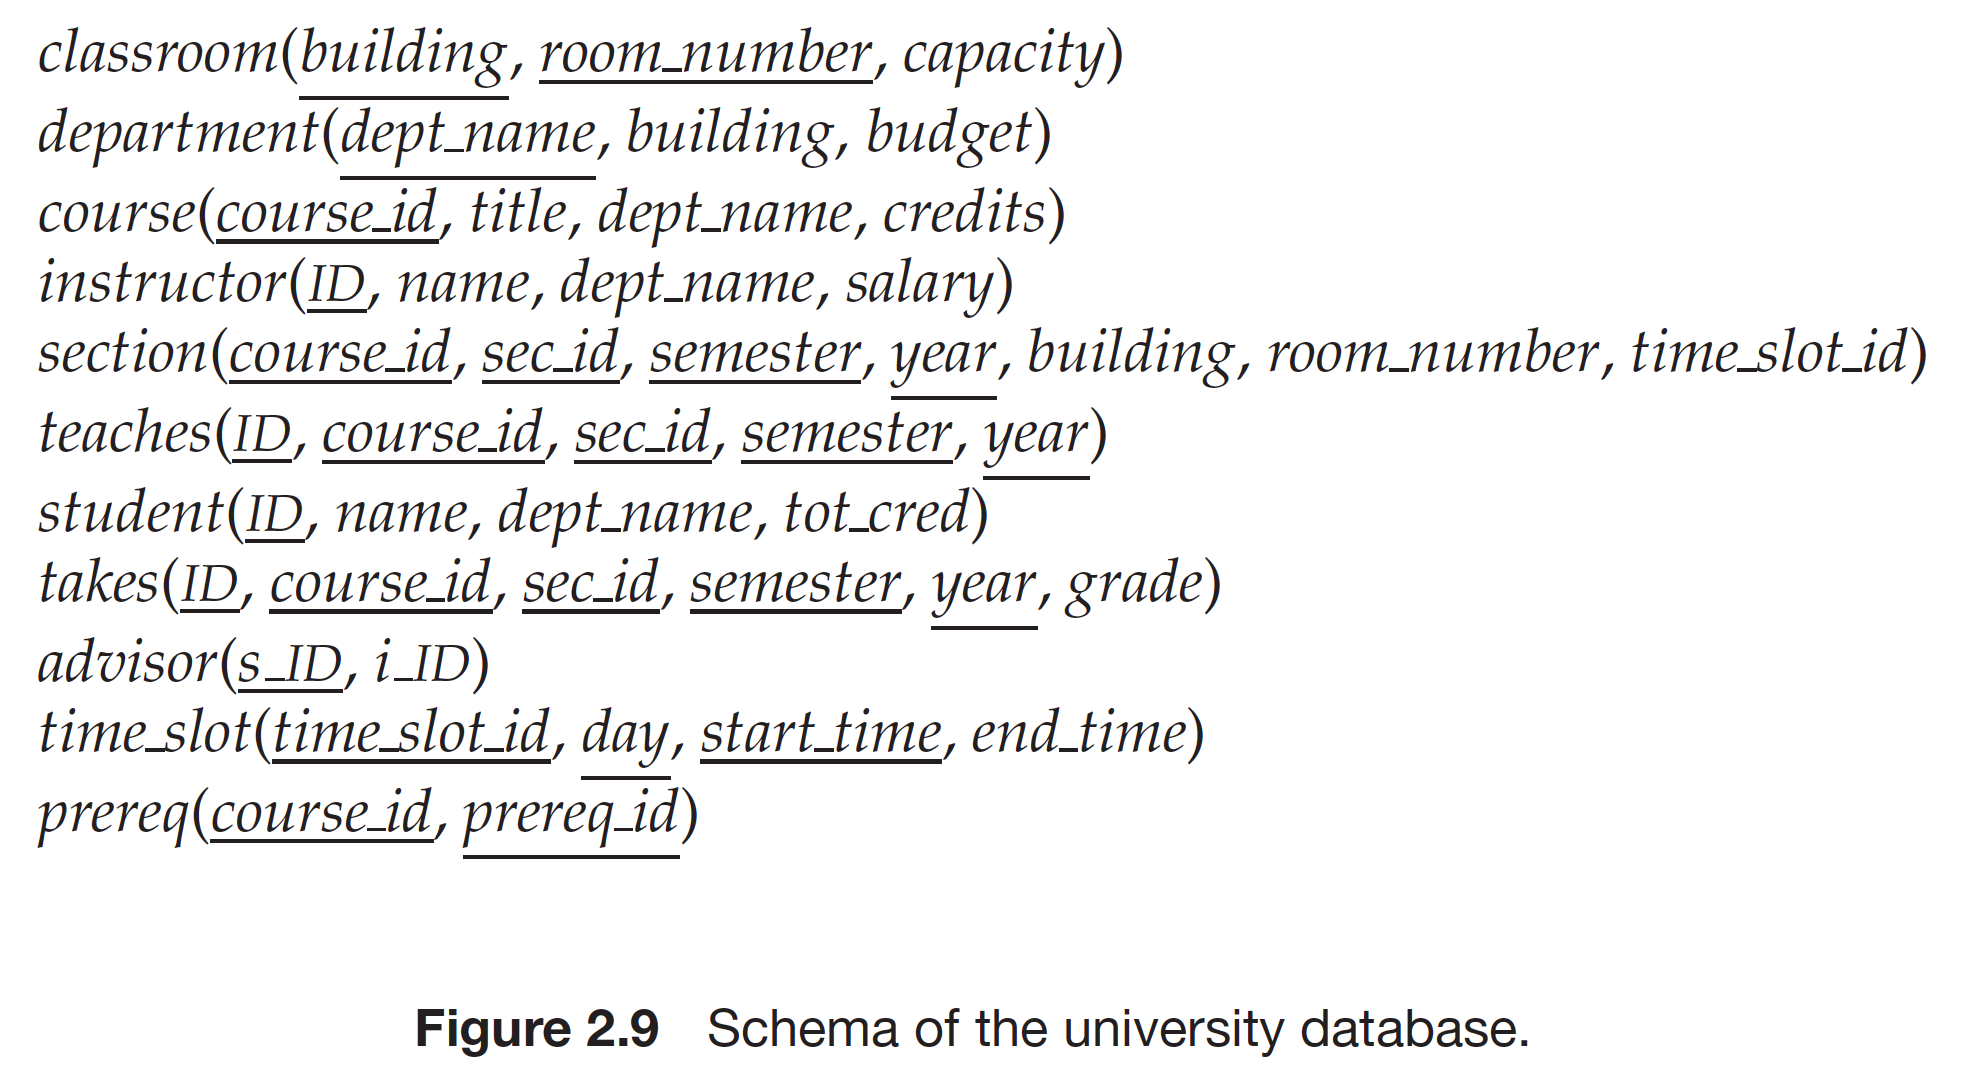 classroom(building, room_number, capacity)
department(dept_name, building, budget)
course(course_id, title, dept_name, credits)
instructor(ID, name, dept_name, salary)
section(course_id, sec_id, semester, year, building, room_number, time_slot_id)
teaches(ID, course_id, sec_id, semester, year)
student(ID, name, dept_name, tot_cred)
takes(ID, course_id, sec_id, semester, year, grade)
advisor(s_ID, i_ID)
time_slot(time_slot_id, day, start_time, end_time)
prereq(course_id, prereq_id)
Figure 2.9 Schema of the university database.